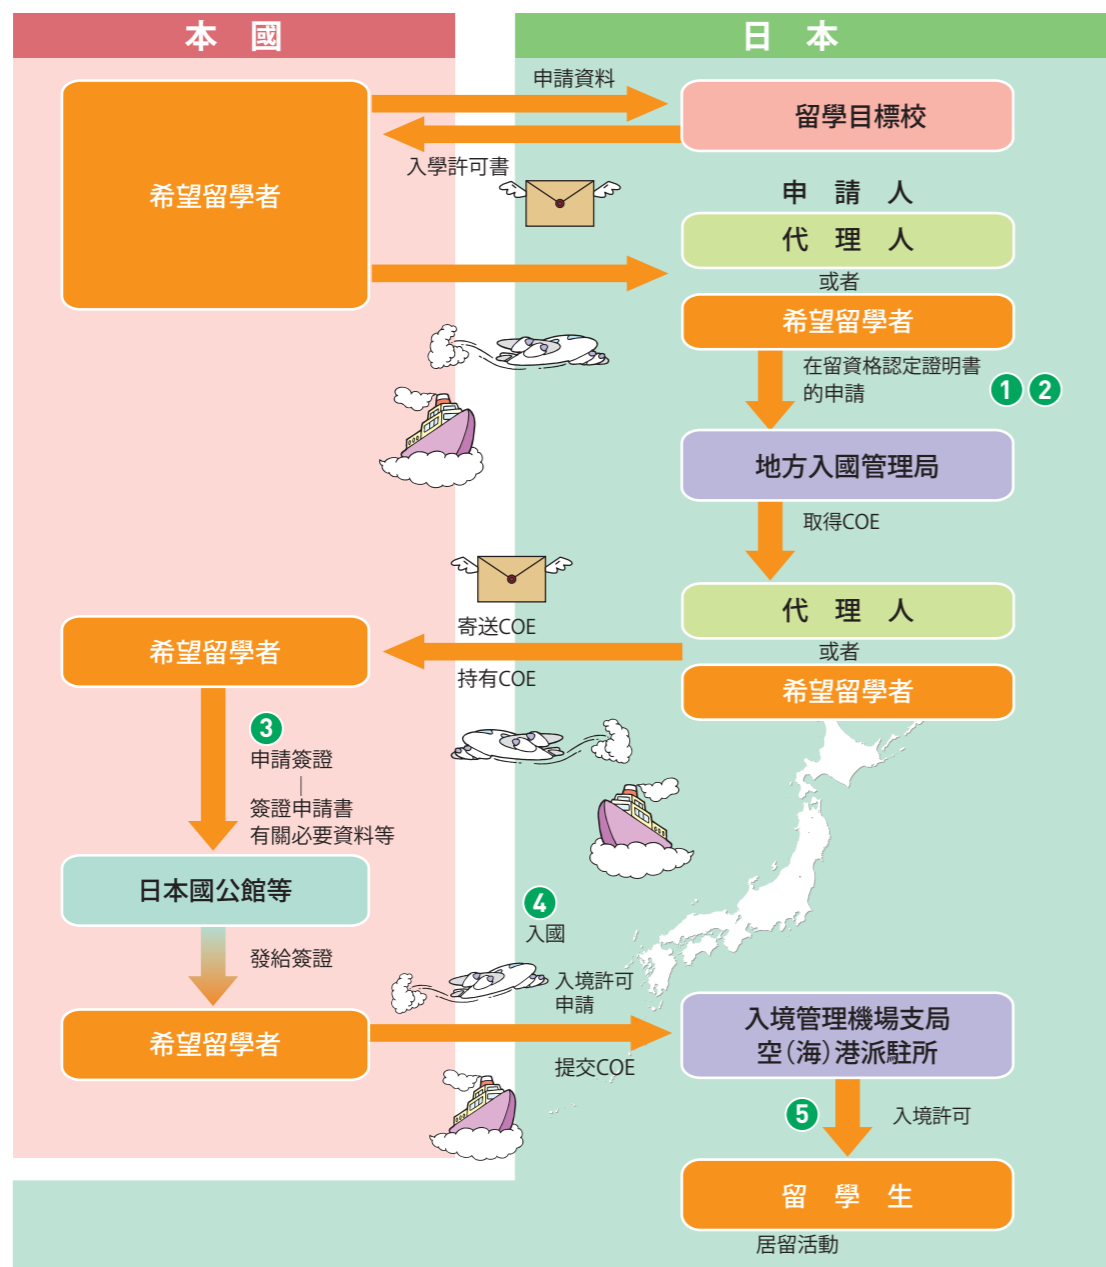 本 國
日 本
申請資料
留學目標校
入學許可書
希望留學者
申 請 人
代 理 人
或者
希望留學者
在留資格認定證明書
的申請
1 2
地方入國管理局
取得COE
代 理 人
或者
希望留學者
寄送COE
持有COE
希望留學者
3
申請簽證
|
簽證申請書
有關必要資料等
日本國公館等
發給簽證
希望留學者
4
入國
入境許可
申請
提交COE
入境管理機場支局
空(海)港派駐所
5
入境許可
留 學 生
居留活動